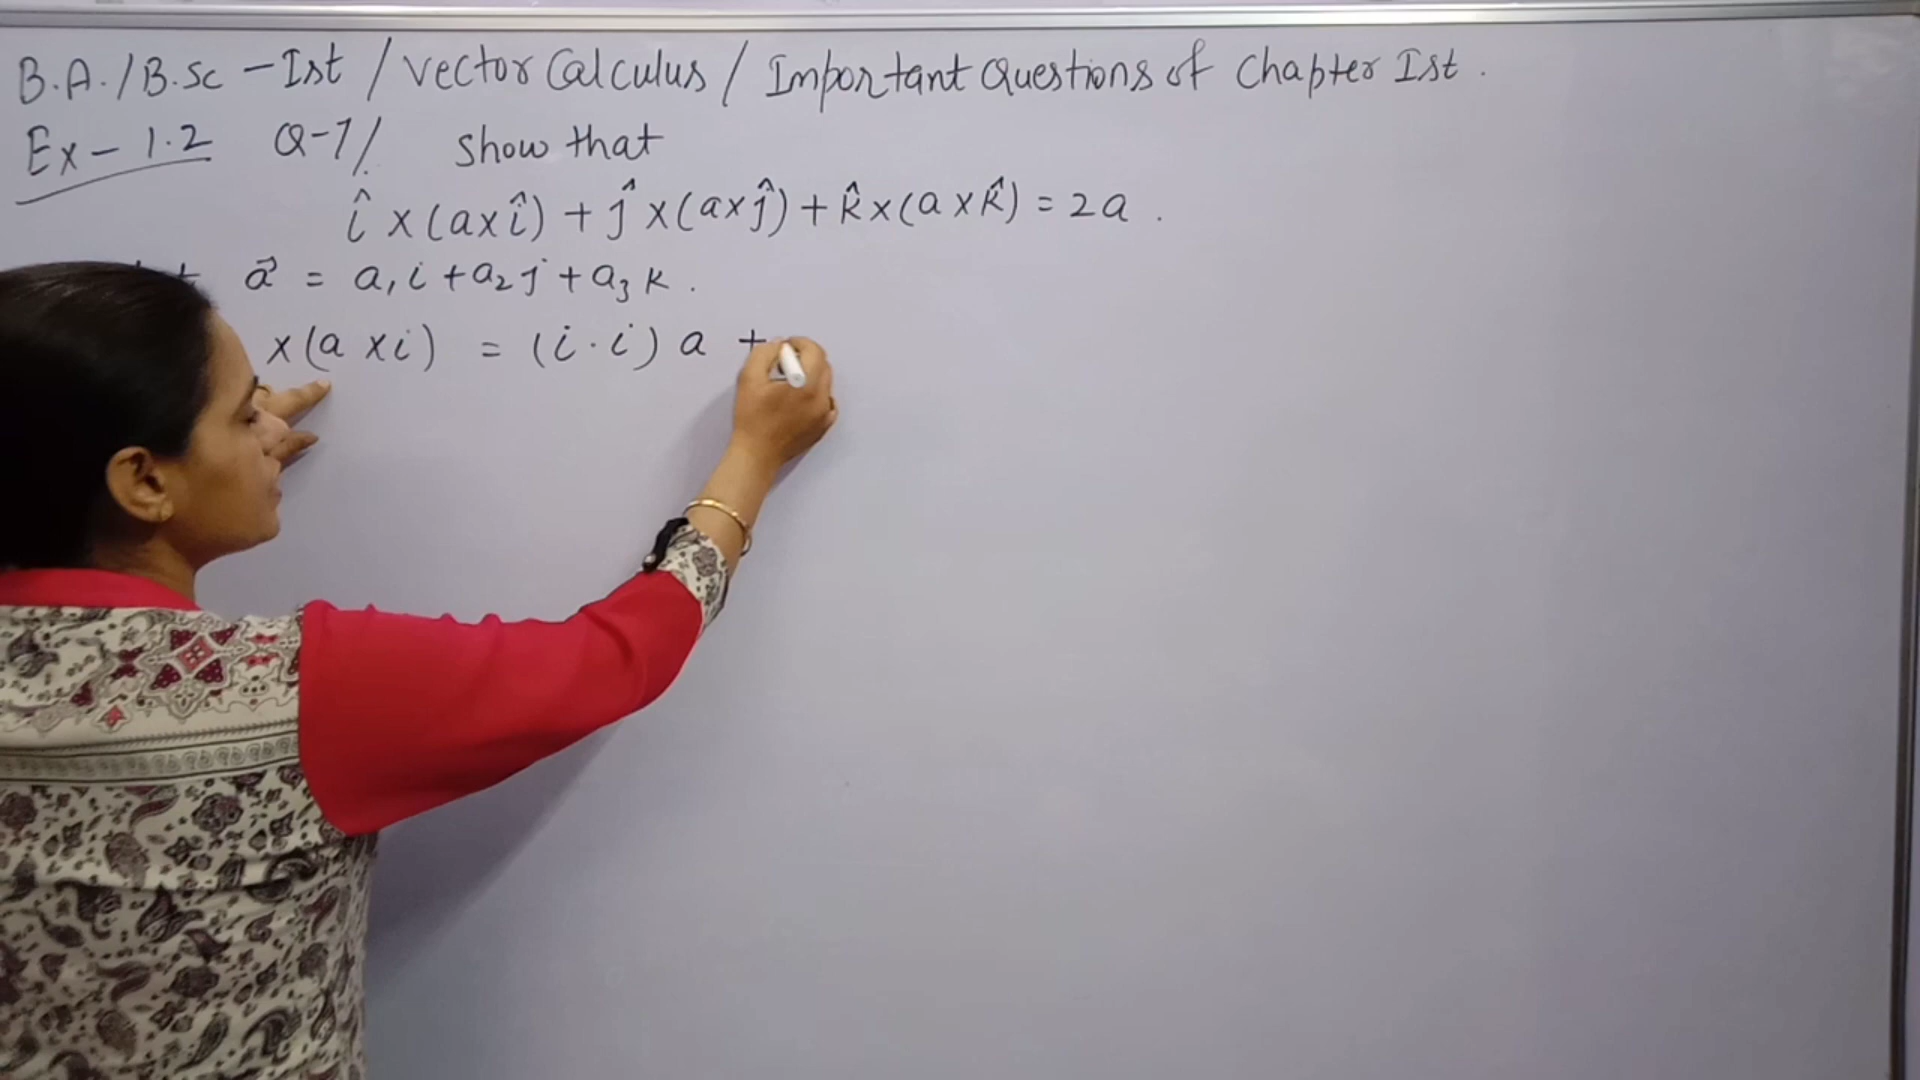 B.A./B.Sc - Ist / Vector Calculus / Important Questions of Chapter Ist .
Ex - 1.2 Q-1/. Show that
î × (a × î) + ĵ × (a × ĵ) + k̂ × (a × k̂) = 2a .
a⃗ = a₁i + a₂j + a₃k .
× (a × i) = (i · i) a +